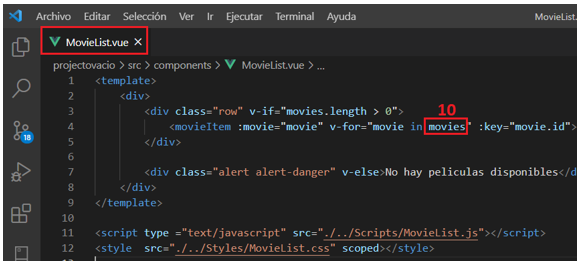 Archivo Editar Selección Ver Ir Ejecutar Terminal Ayuda MovieList.vu
MovieList.vue ×
projectovacio > src > components > MovieList.vue > ...
1 <template>
2 <div>
10
3 <div class="row" v-if="movies.length > 0">
4 <movieItem :movie="movie" v-for="movie in movies" :key="movie.id">
5 </div>
6
7 <div class="alert alert-danger" v-else>No hay peliculas disponibles</d
8 </div>
9 </template>
10
11 <script type ="text/javascript" src="./../Scripts/MovieList.js"></script>
12 <style src="./../Styles/MovieList.css" scoped></style>
18